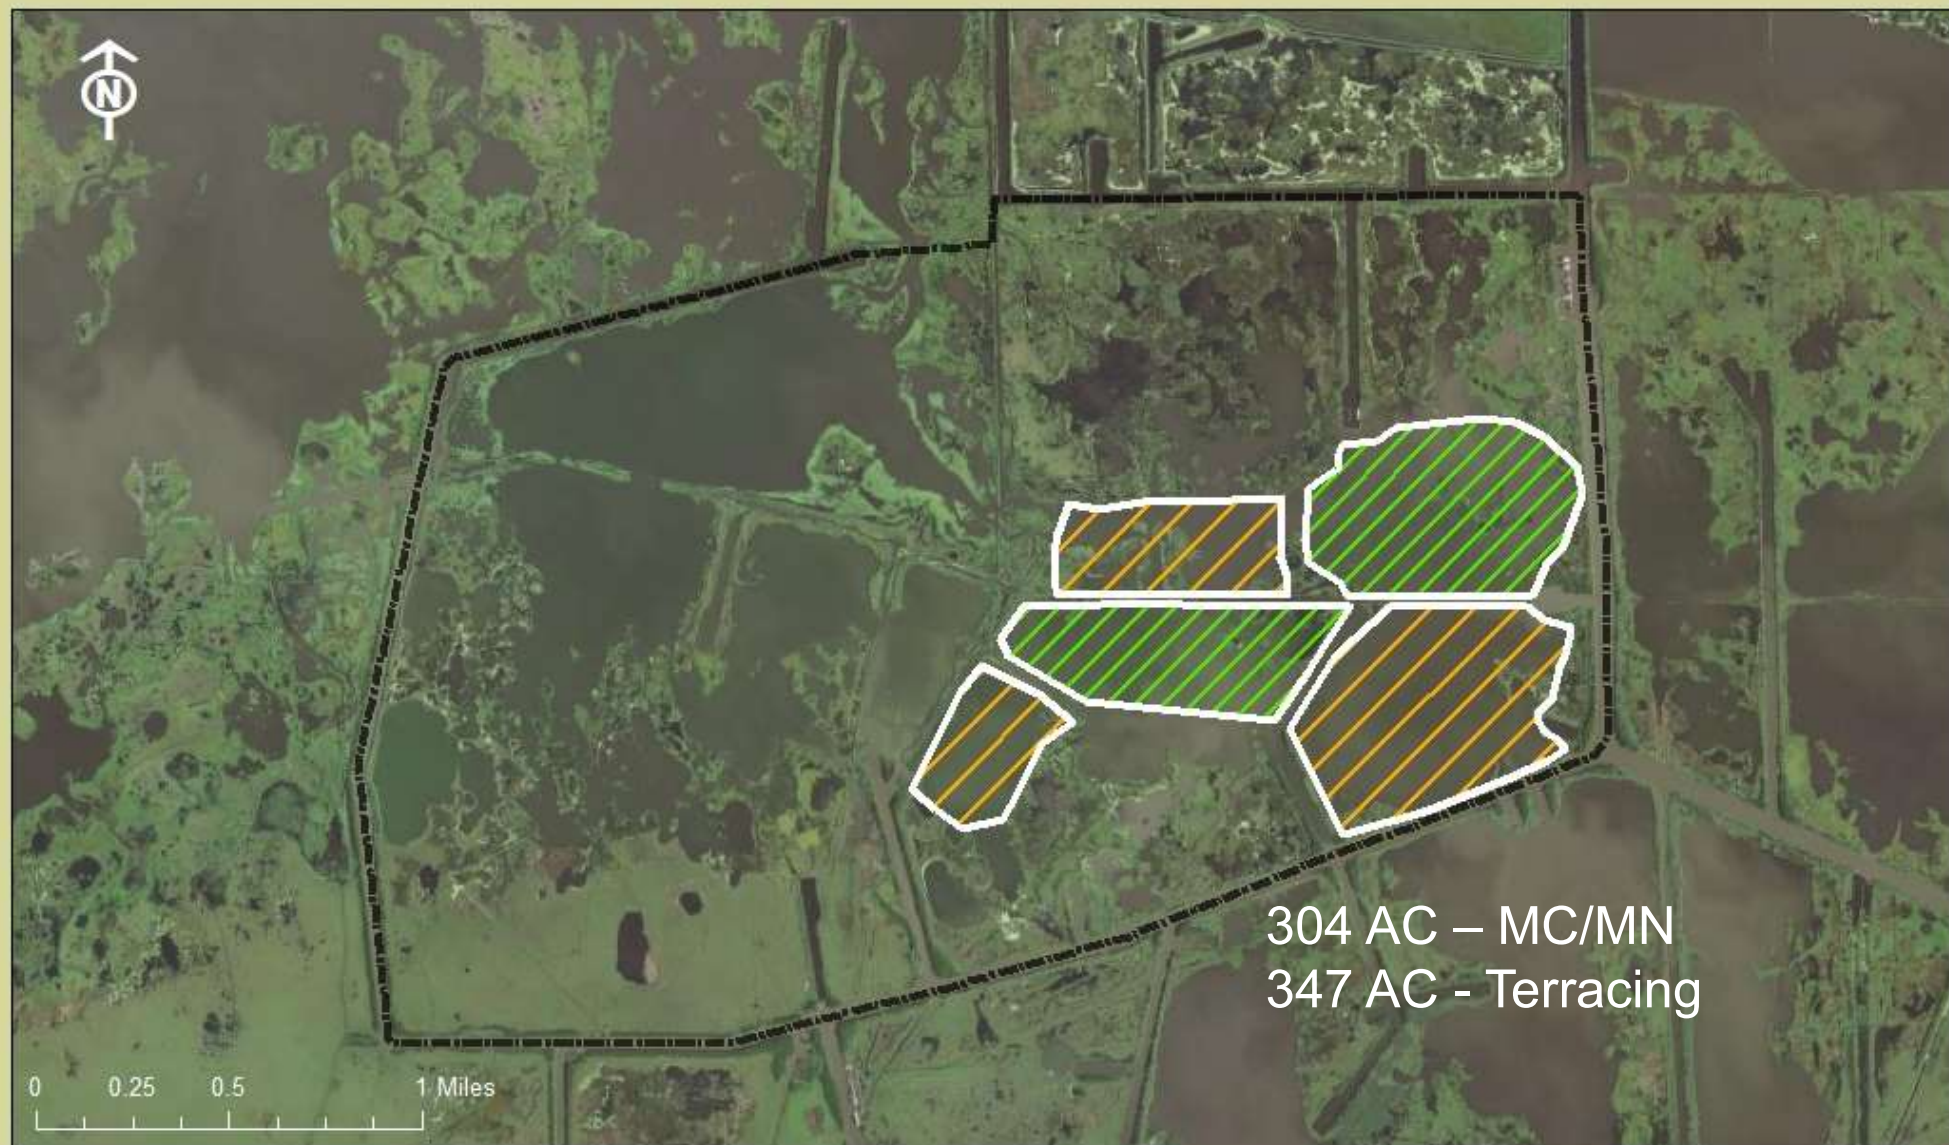 N
304 AC – MC/MN
347 AC - Terracing
0 0.25 0.5 1 Miles